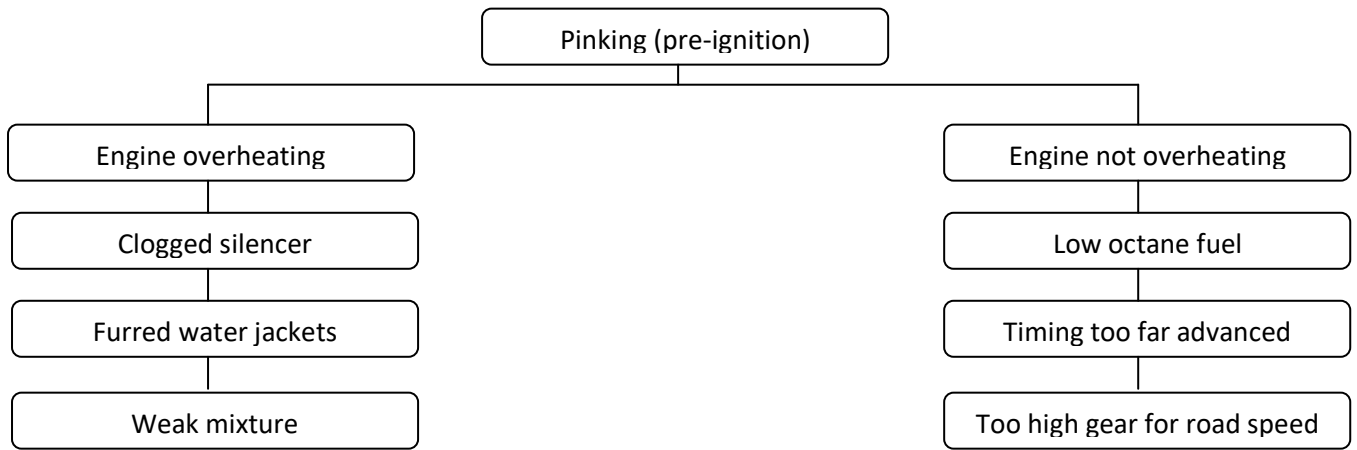 Pinking (pre-ignition)
Engine overheating
Engine not overheating
Clogged silencer
Low octane fuel
Furred water jackets
Timing too far advanced
Weak mixture
Too high gear for road speed